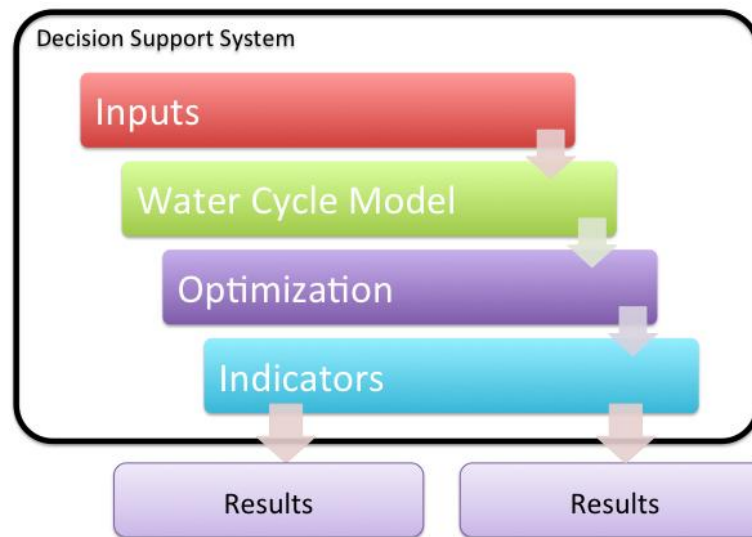 Decision Support System
Inputs
Water Cycle Model
Optimization
Indicators
Results
Results